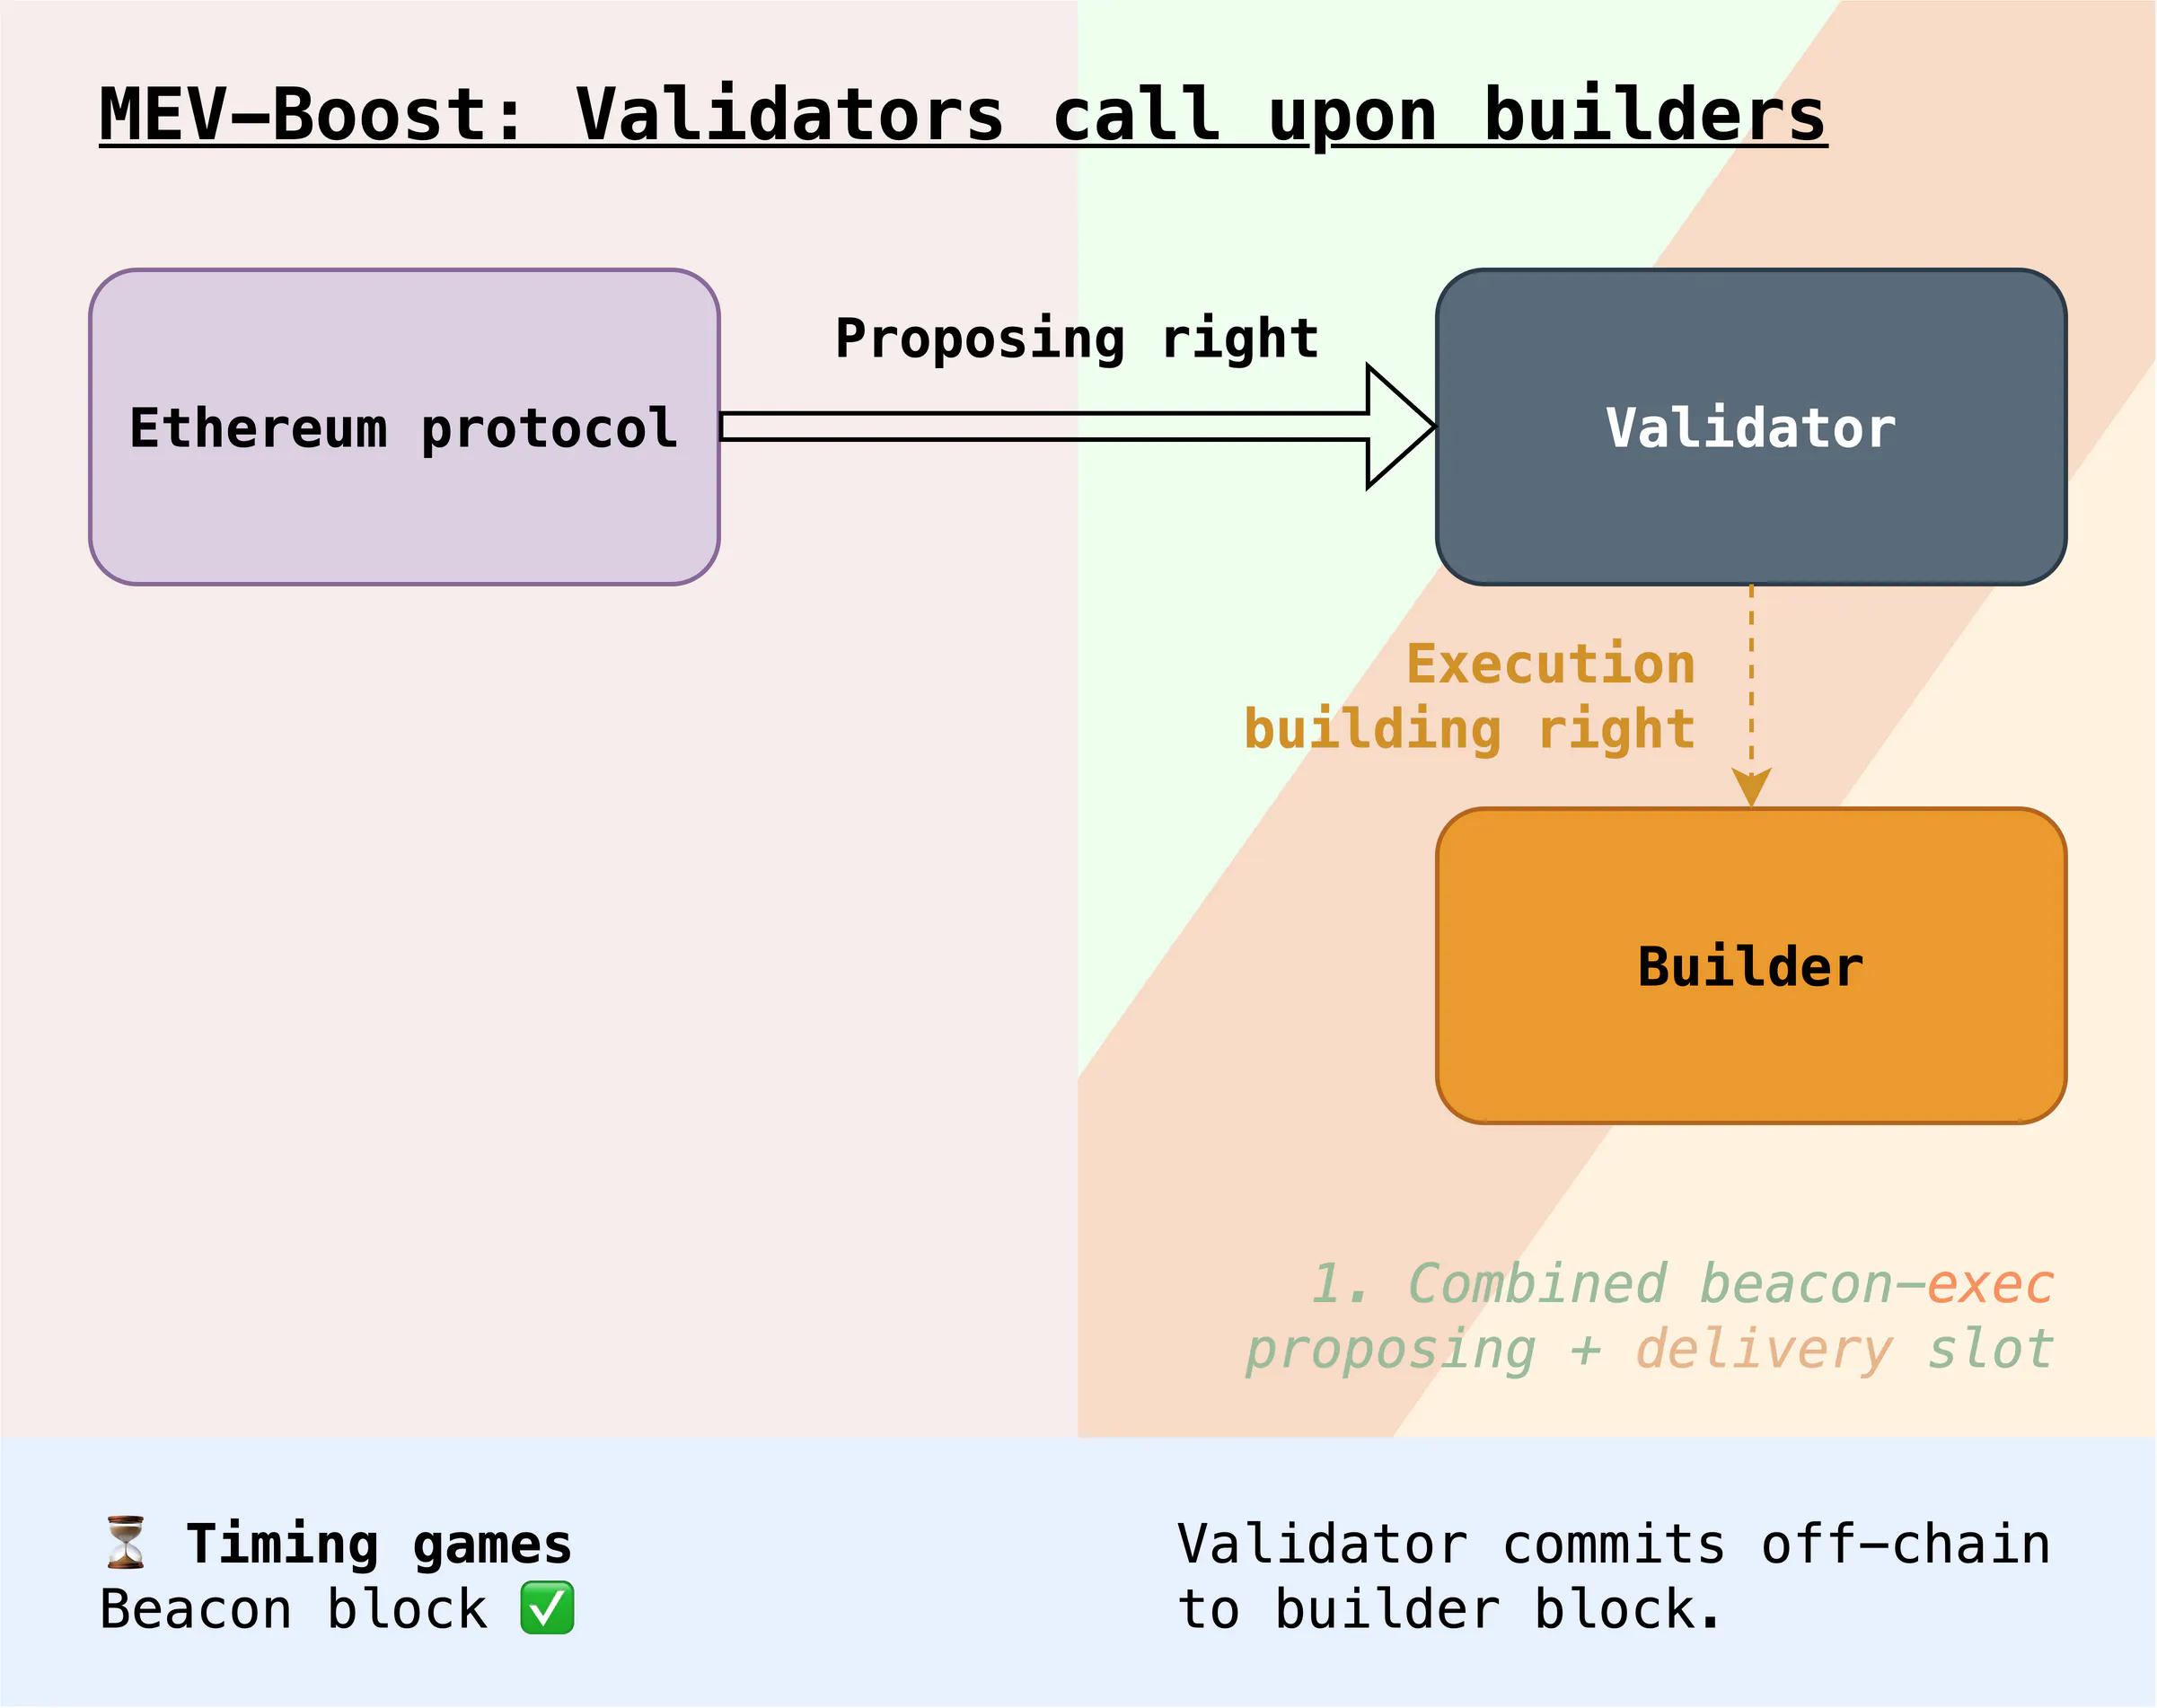 MEV–Boost: Validators call upon builders
Ethereum protocol
Proposing right
Validator
Execution
building right
Builder
1. Combined beacon–exec
proposing + delivery slot
⏳ Timing games
Beacon block ✅
Validator commits off–chain
to builder block.